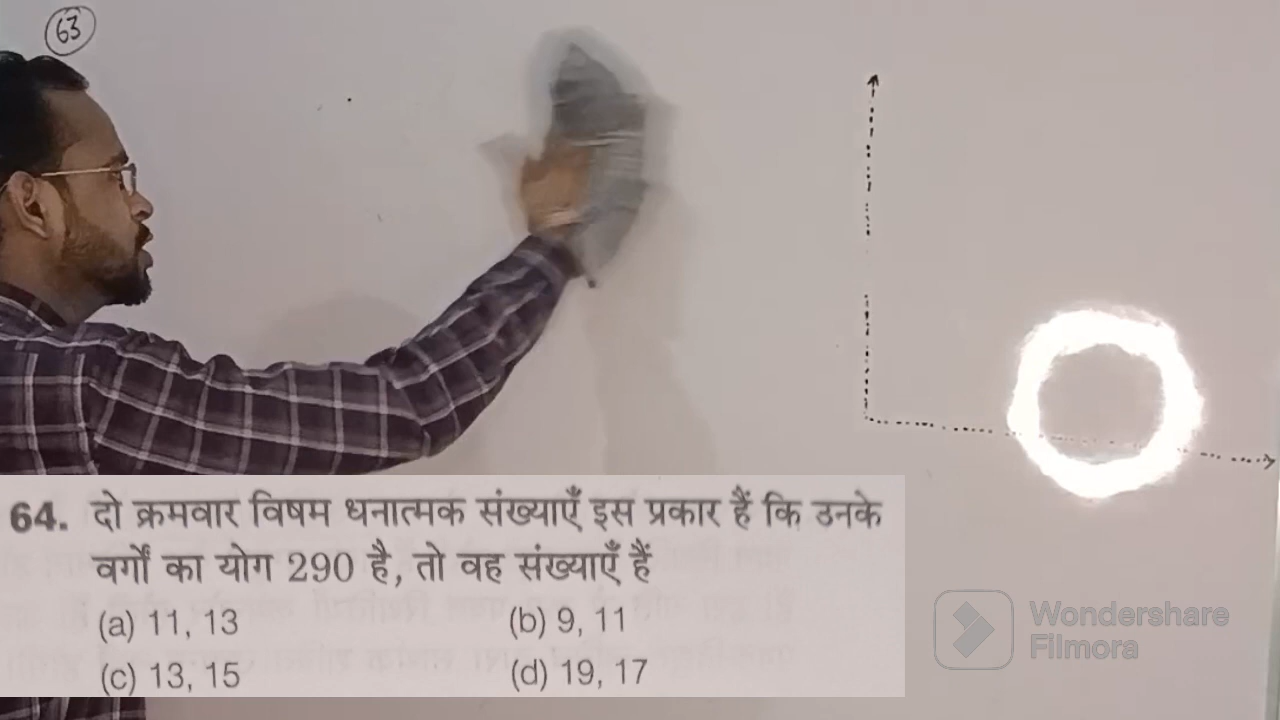 63
64. दो क्रमवार विषम धनात्मक संख्याएँ इस प्रकार हैं कि उनके
वर्गों का योग 290 है, तो वह संख्याएँ हैं
(a) 11, 13 (b) 9, 11
(c) 13, 15 (d) 19, 17
Wondershare
Filmora